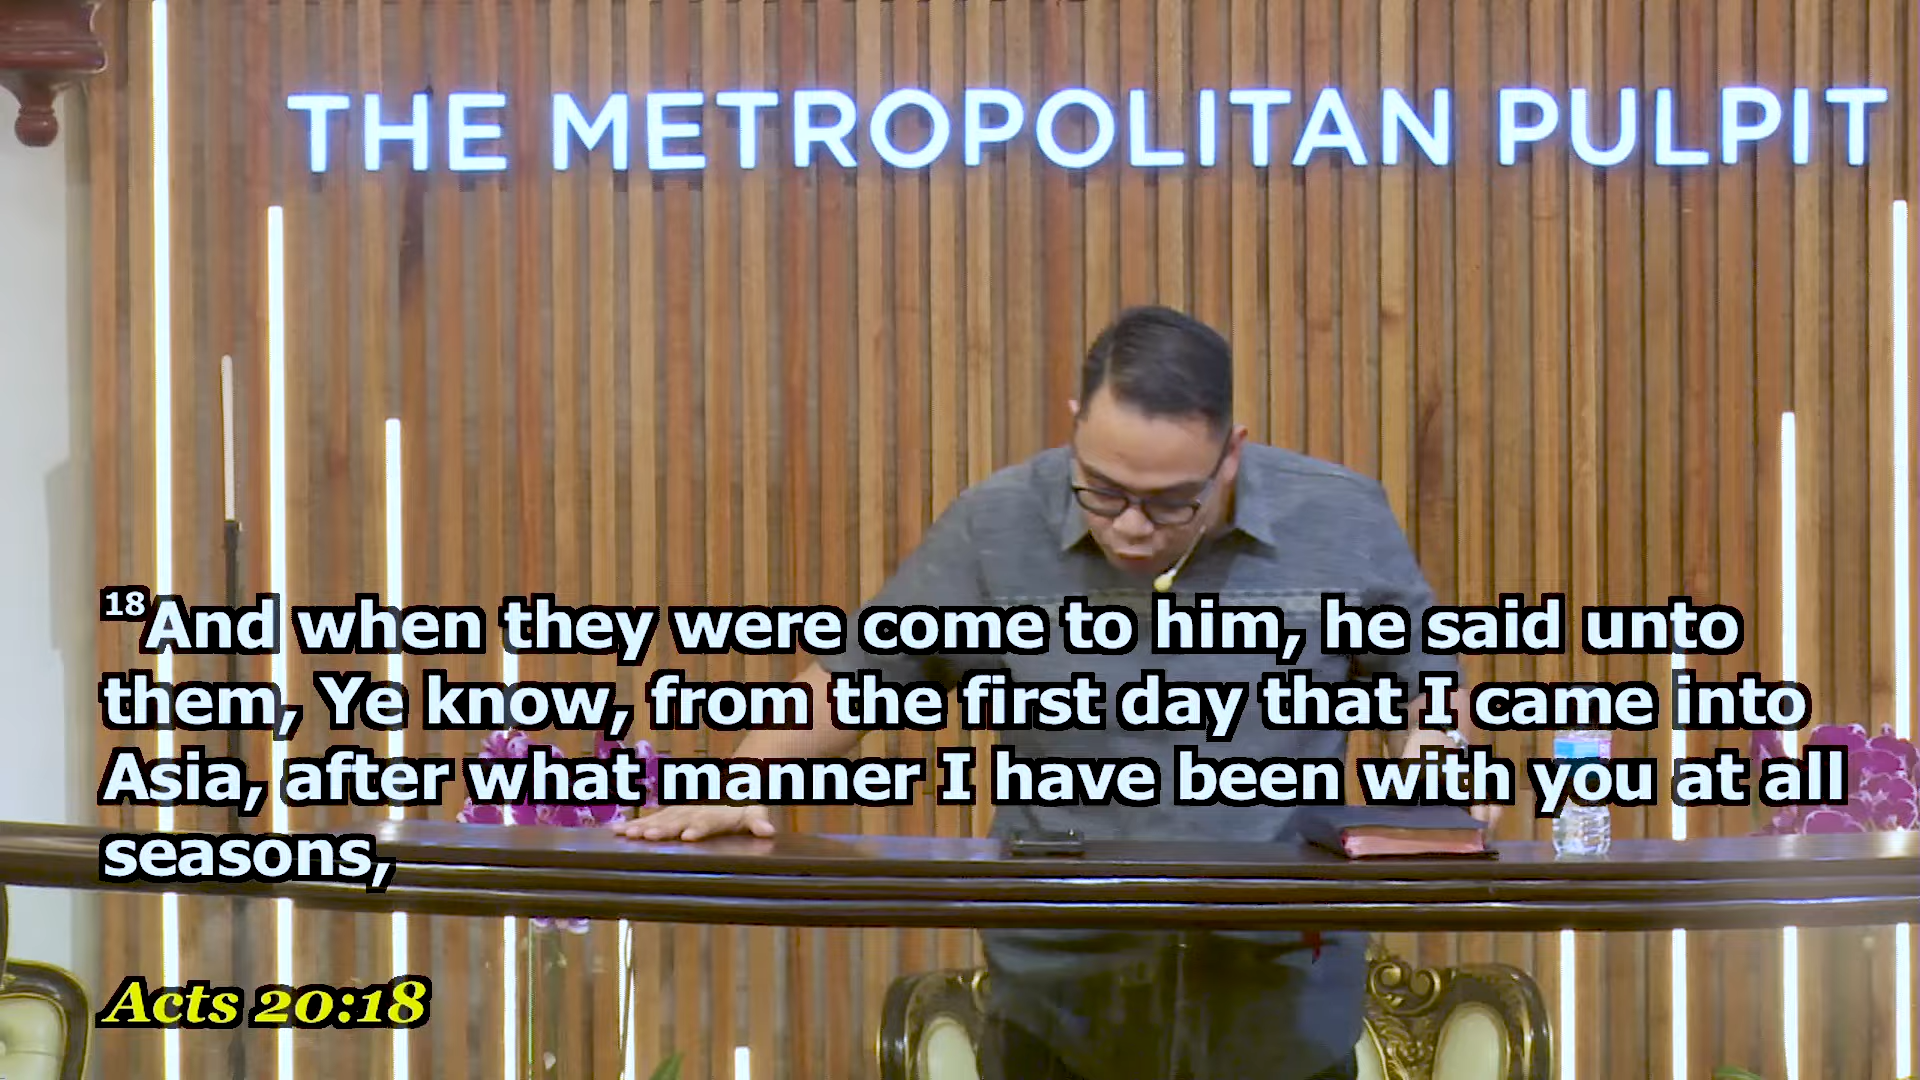 THE METROPOLITAN PULPIT
18And when they were come to him, he said unto
them, Ye know, from the first day that I came into
Asia, after what manner I have been with you at all
seasons,
Acts 20:18